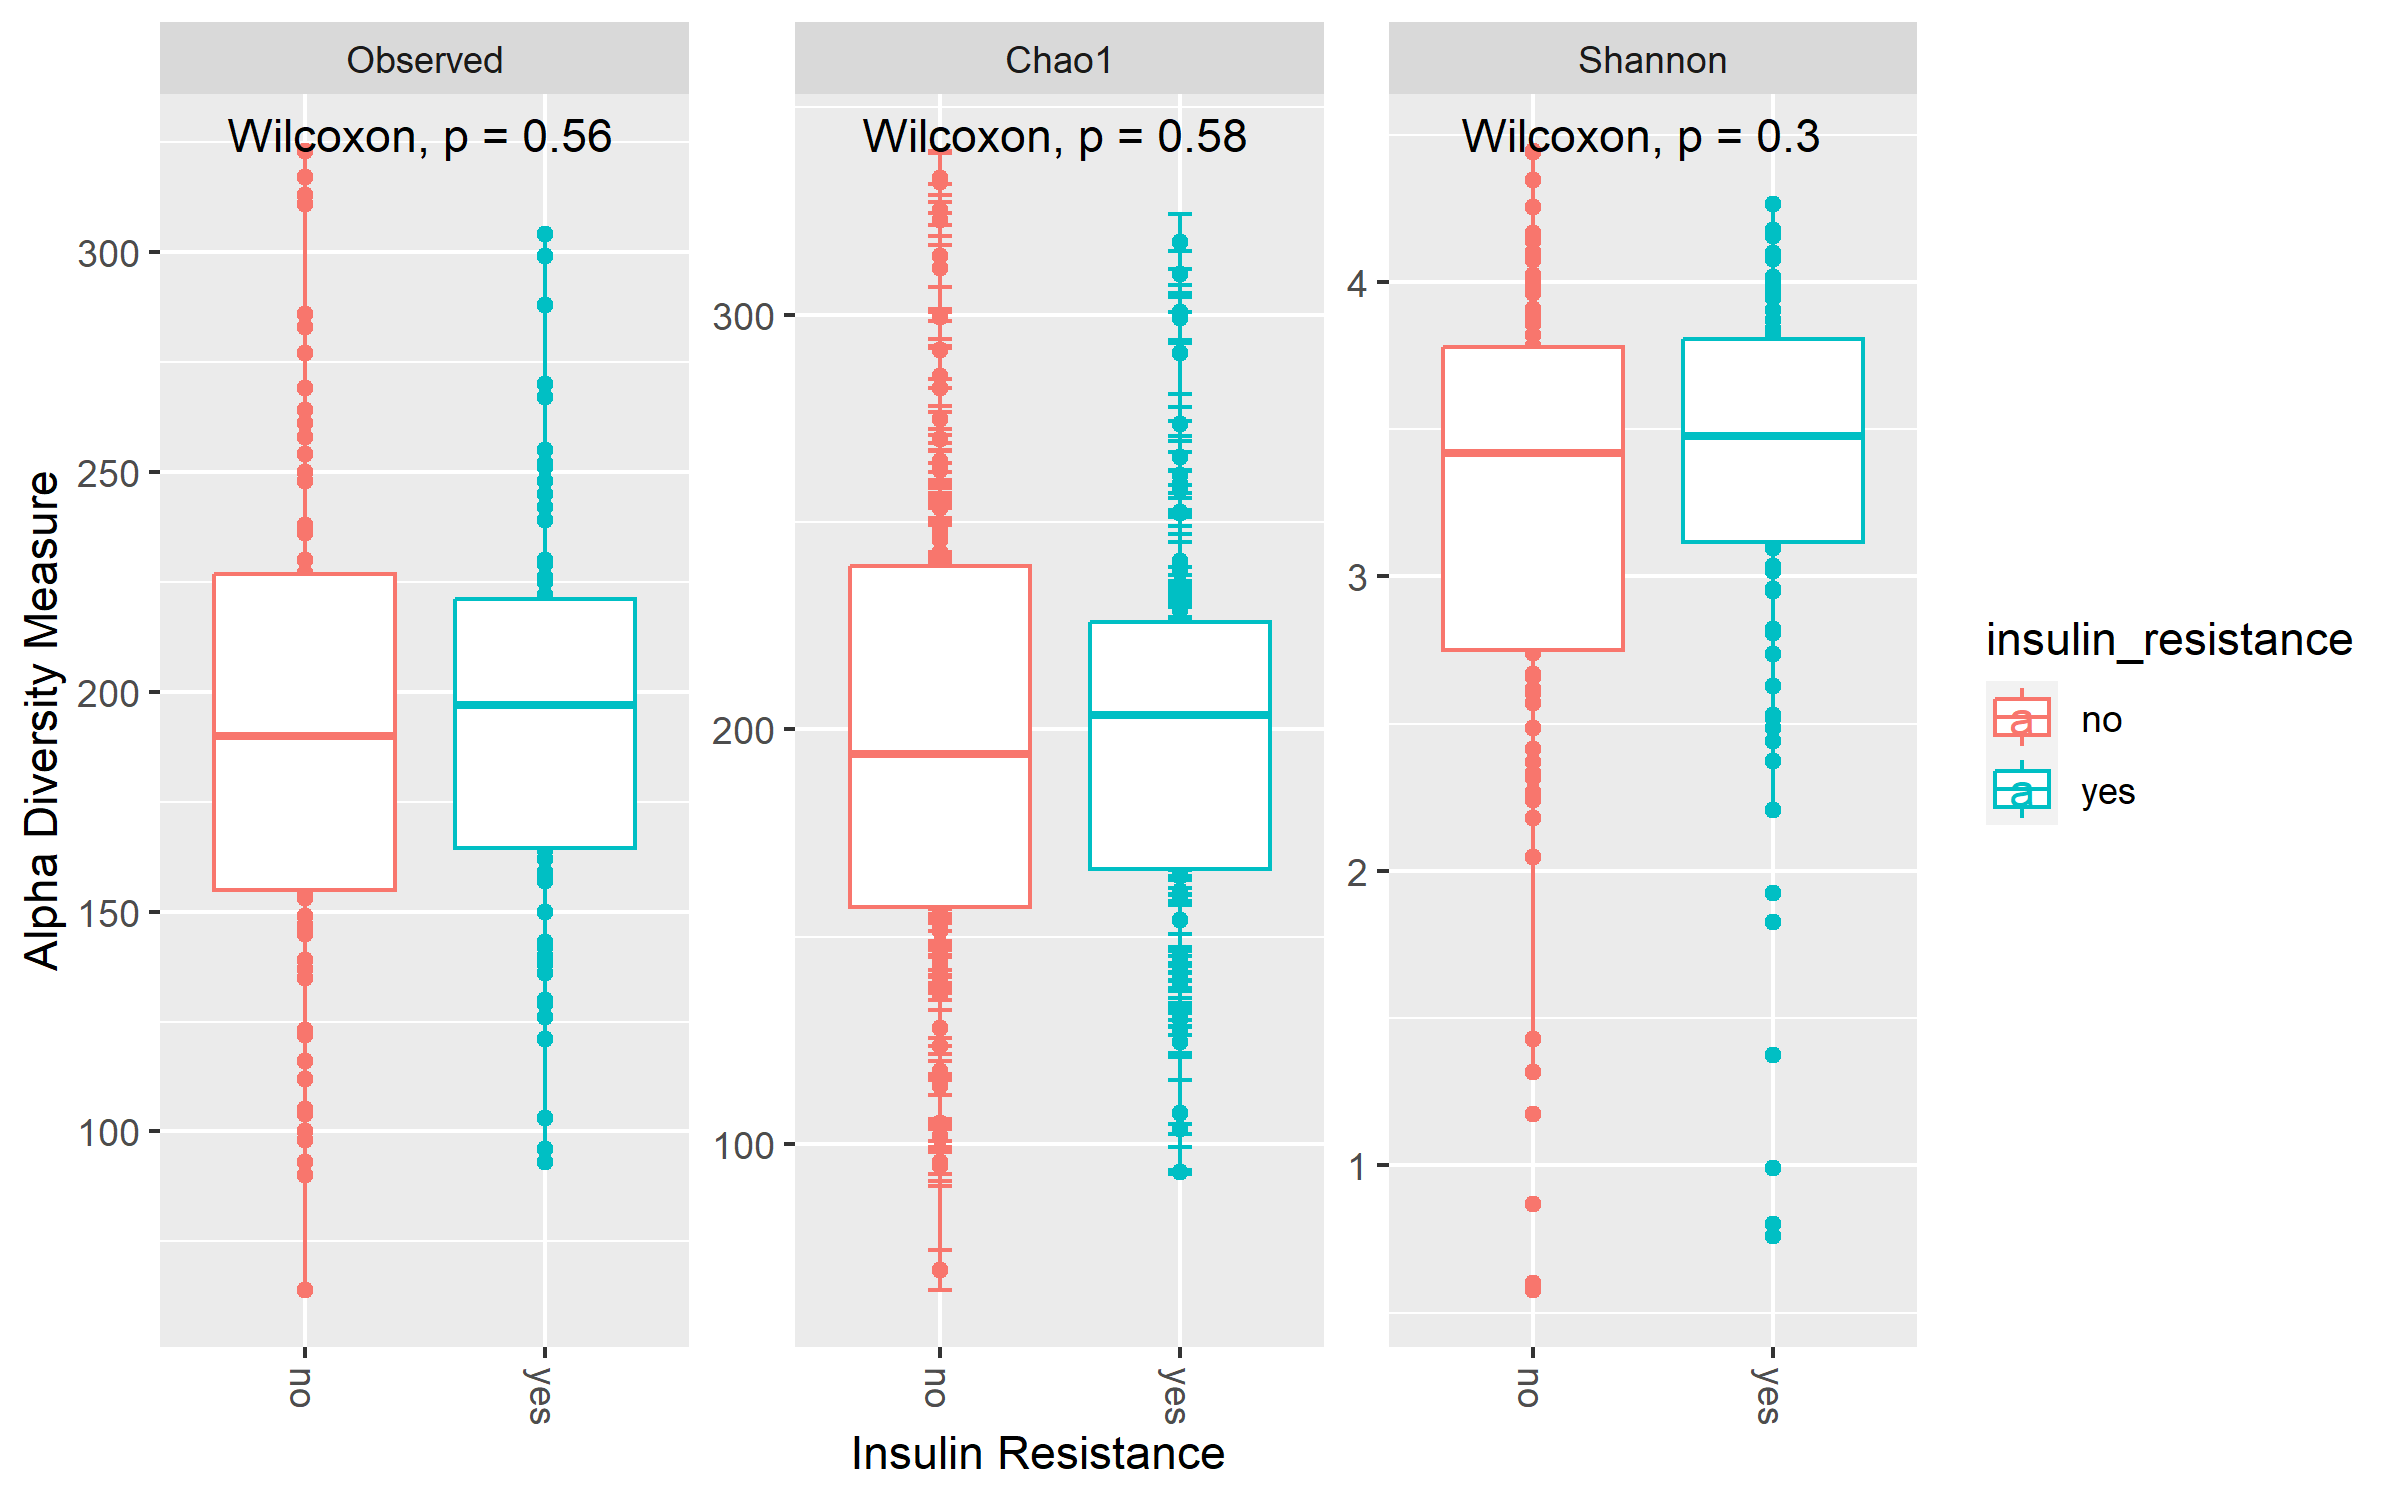 Observed
Chao1
Shannon
Wilcoxon, p = 0.56
Wilcoxon, p = 0.58
Wilcoxon, p = 0.3
Alpha Diversity Measure
300
250
200
150
100
300
200
100
4
3
2
1
no
yes
no
yes
no
yes
Insulin Resistance
insulin_resistance
a no
a yes